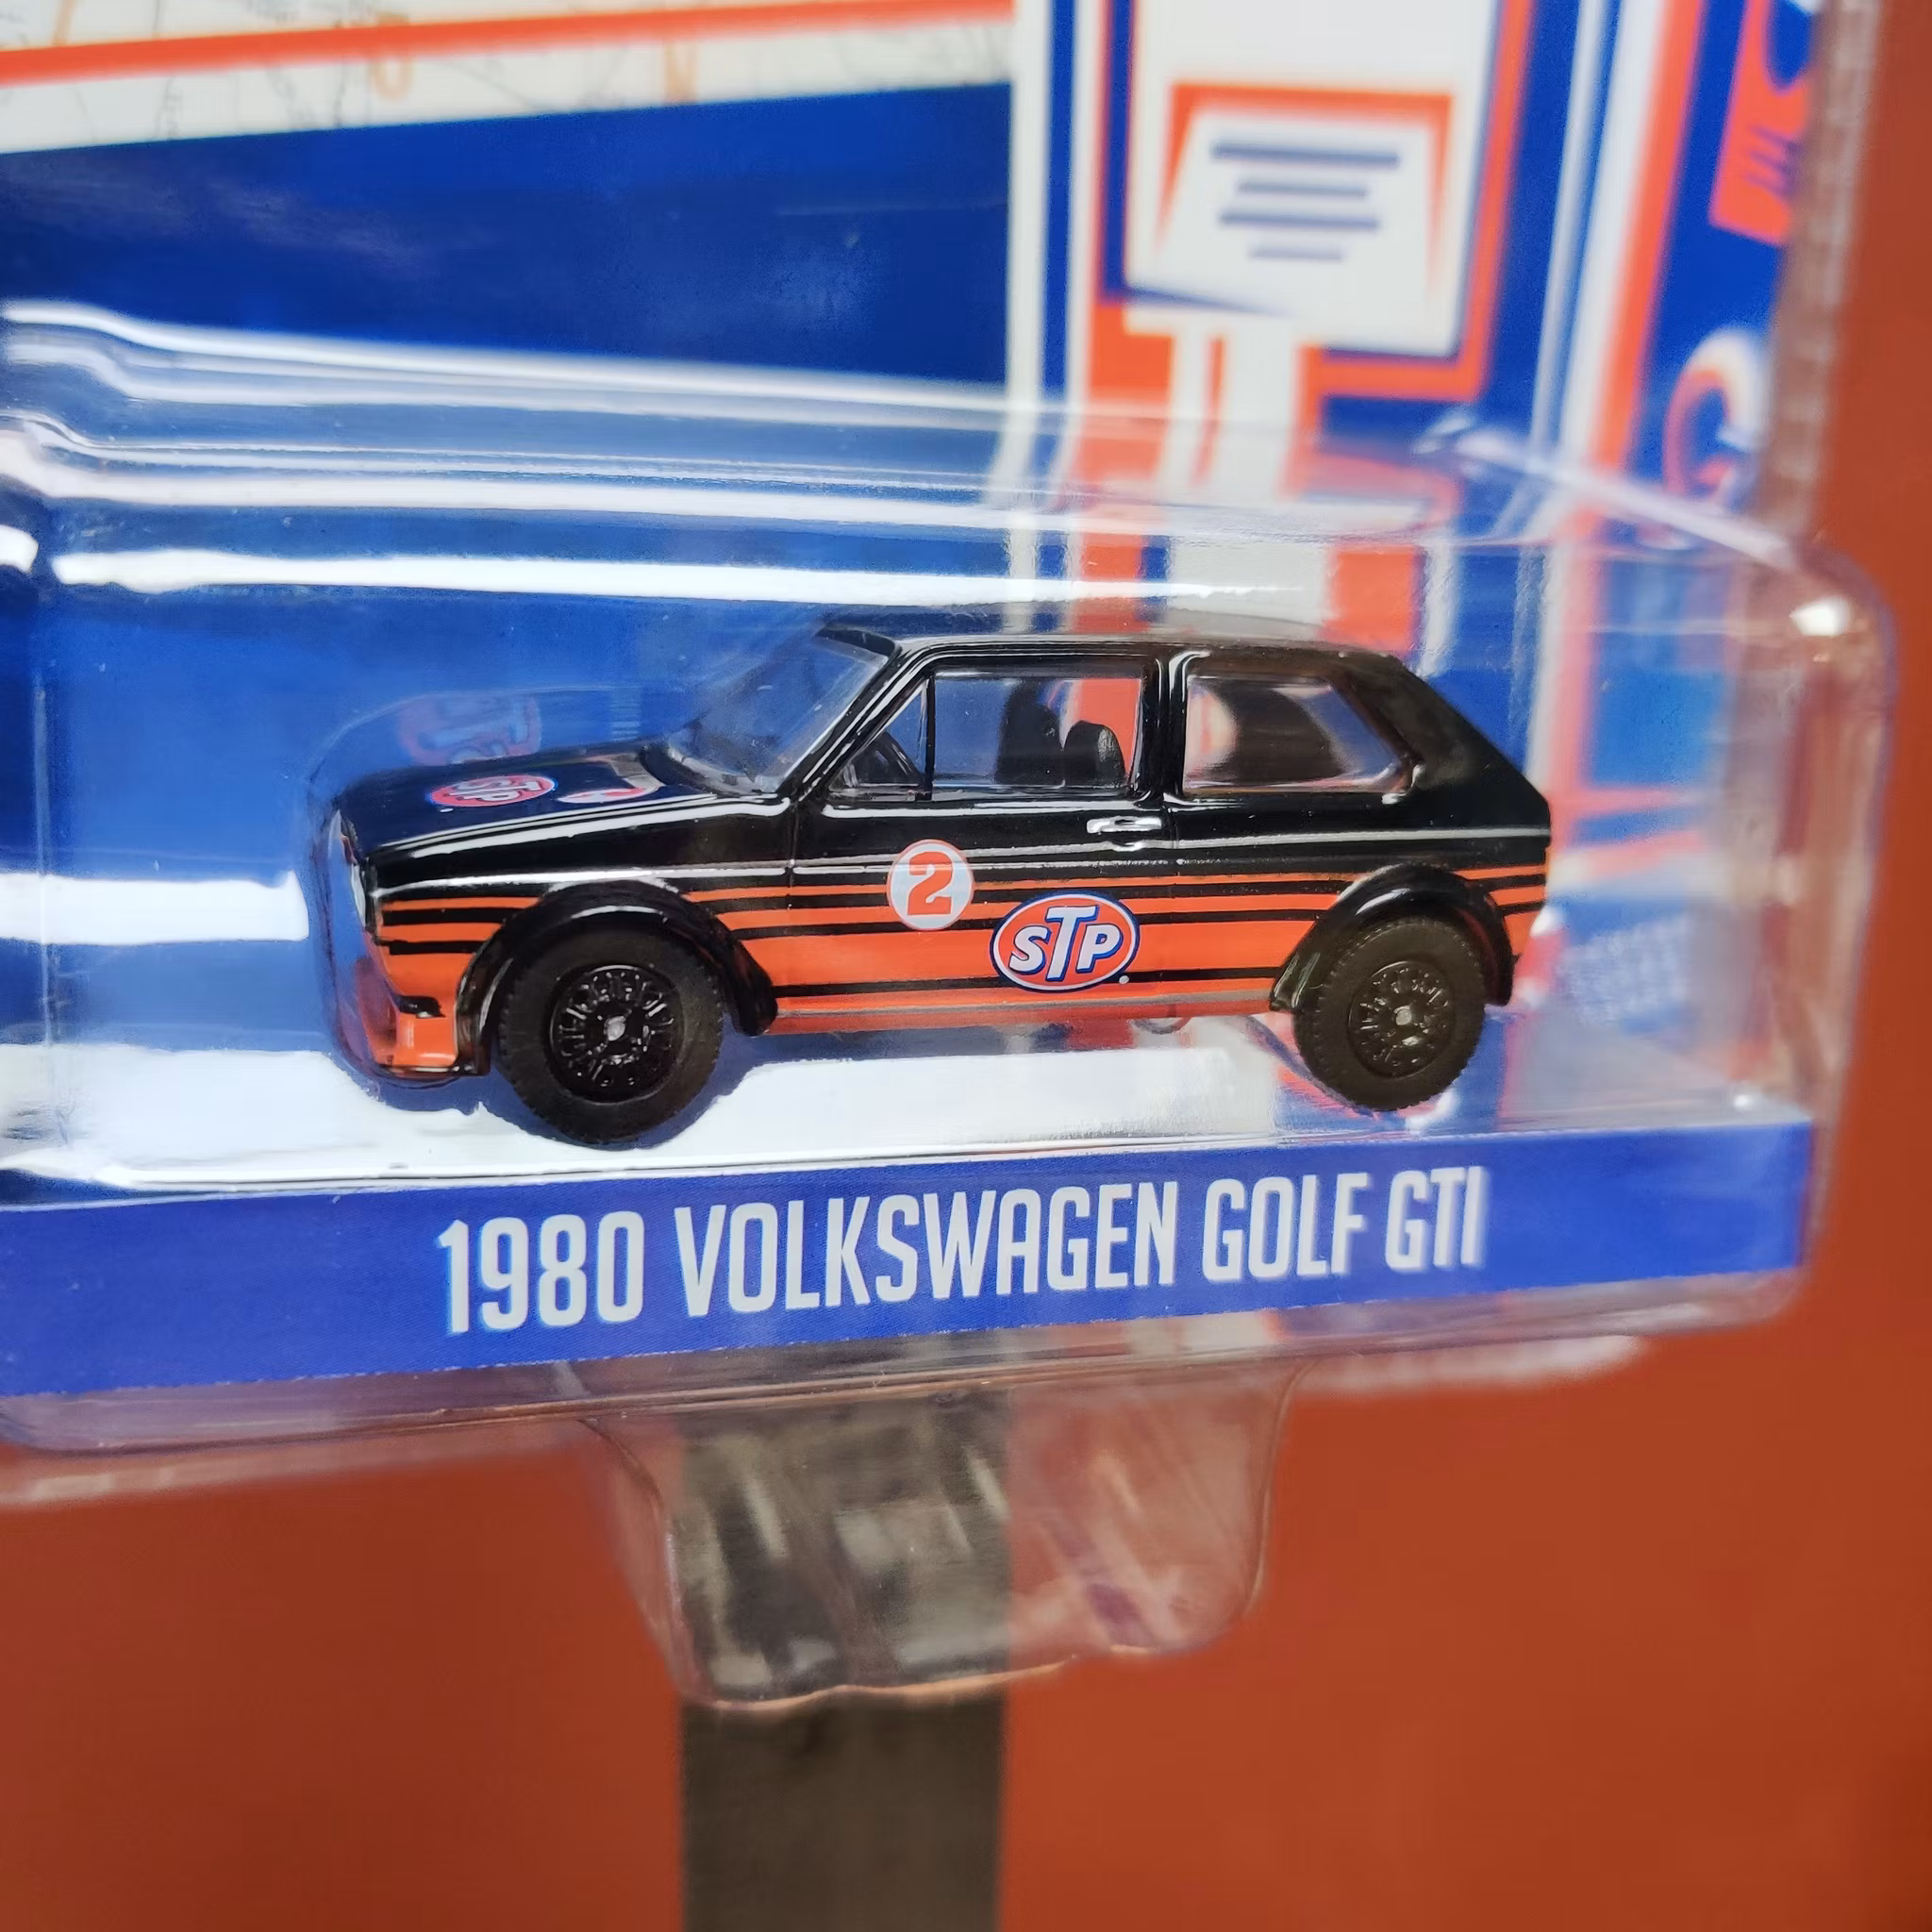 STP
2
STP
1980 VOLKSWAGEN GOLF GTI